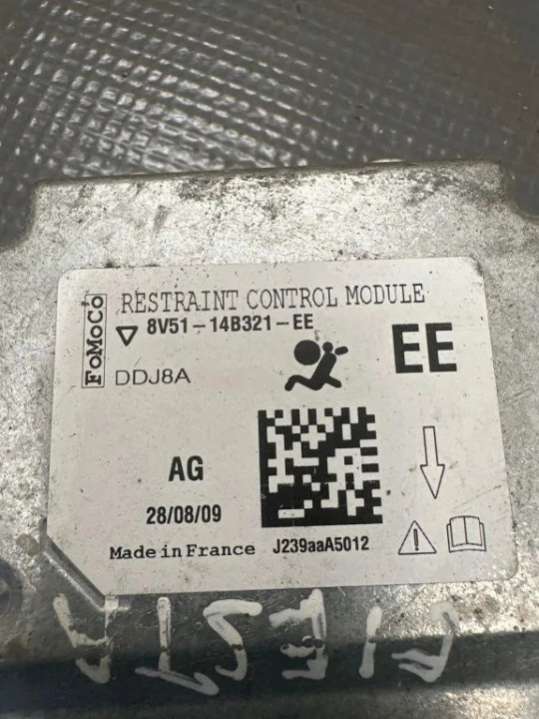 FoMoCo
RESTRAINT CONTROL MODULE
8V51-14B321-EE
EE
DDJ8A
AG
28/08/09
Made in France
J239aaA5012
FIESTA